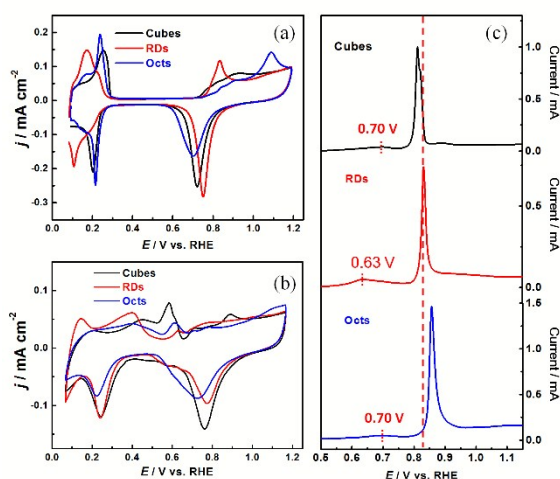 (a)
Cubes
RDs
Octs
0.2
0.1
0.0
-0.1
-0.2
-0.3
j / mA cm-2
0.0 0.2 0.4 0.6 0.8 1.0 1.2
E / V vs. RHE
(b)
Cubes
RDs
Octs
0.1
0.0
-0.1
j / mA cm-2
0.0 0.2 0.4 0.6 0.8 1.0 1.2
E / V vs. RHE
(c)
Cubes
0.70 V
1.0
0.5
0.0
Current / mA
RDs
0.63 V
0.5
0.0
Current / mA
Octs
0.70 V
1.6
1.0
0.5
0.0
Current / mA
0.5 0.6 0.7 0.8 0.9 1.0 1.1
E / V vs. RHE